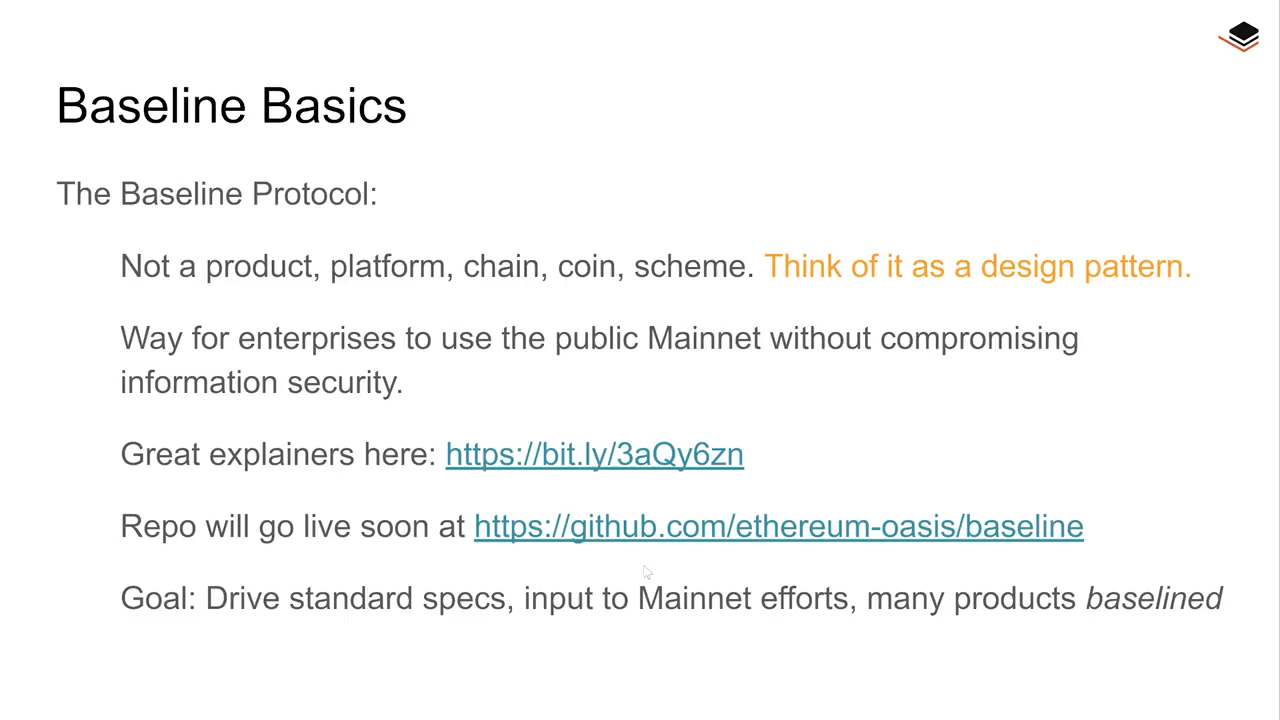 Baseline Basics
The Baseline Protocol:
Not a product, platform, chain, coin, scheme. Think of it as a design pattern.
Way for enterprises to use the public Mainnet without compromising
information security.
Great explainers here: https://bit.ly/3aQy6zn
Repo will go live soon at https://github.com/ethereum-oasis/baseline
Goal: Drive standard specs, input to Mainnet efforts, many products baselined